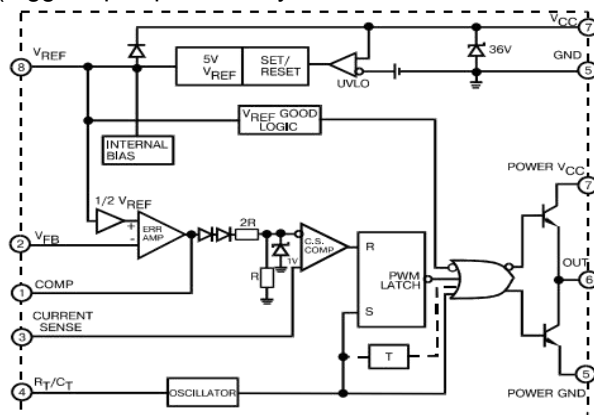 VCC
7
8
VREF
5V
VREF
SET/
RESET
UVLO
36V
GND
5
VREF GOOD
LOGIC
INTERNAL
BIAS
POWER VCC
7
1/2 VREF
2
VFB
+
-
ERR
AMP
2R
R
1V
C.S.
COMP
R
PWM
LATCH
S
OUT
6
1
COMP
CURRENT
SENSE
3
T
4
RT/CT
OSCILLATOR
5
POWER GND